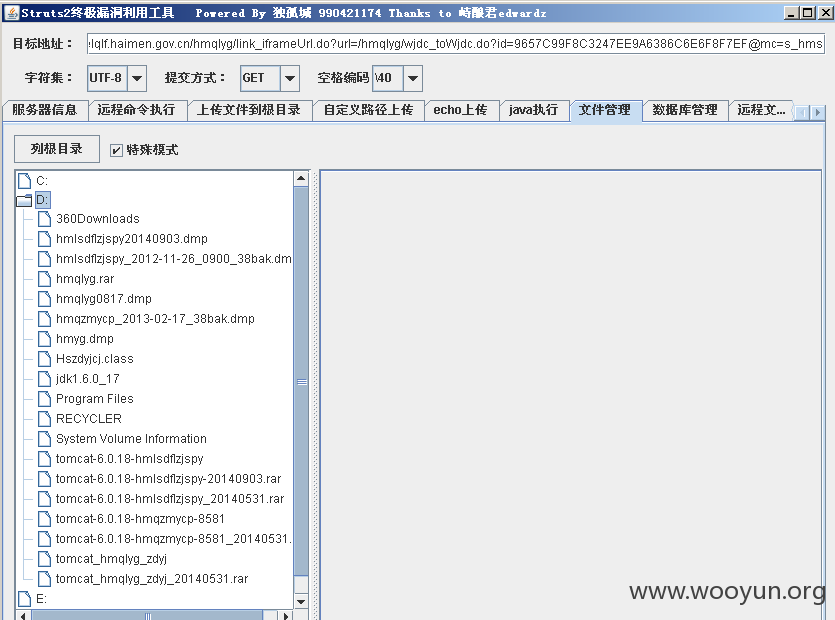 Struts2终极漏洞利用工具 Powered By 独孤城 990421174 Thanks to 峙酿君edwardz
目标地址： elqlf.haimen.gov.cn/hmqlyg/link_iframeUrl.do?url=/hmqlyg/wjdc_toWjdc.do?id=9657C99F8C3247EE9A6386C6E6F8F7EF@mc=s_hms
字符集： UTF-8 提交方式： GET 空格编码 \40
服务器信息 远程命令执行 上传文件到根目录 自定义路径上传 echo上传 java执行 文件管理 数据库管理 远程文...
列根目录 特殊模式
C:
D:
360Downloads
hmlsdflzjspy20140903.dmp
hmlsdflzjspy_2012-11-26_0900_38bak.dm
hmqlyg.rar
hmqlyg0817.dmp
hmqzmycp_2013-02-17_38bak.dmp
hmyg.dmp
Hszdyjcj.class
jdk1.6.0_17
Program Files
RECYCLER
System Volume Information
tomcat-6.0.18-hmlsdflzjspy
tomcat-6.0.18-hmlsdflzjspy-20140903.rar
tomcat-6.0.18-hmlsdflzjspy_20140531.rar
tomcat-6.0.18-hmqzmycp-8581
tomcat-6.0.18-hmqzmycp-8581_20140531.
tomcat_hmqlyg_zdyj
tomcat_hmqlyg_zdyj_20140531.rar
E:
www.wooyun.org